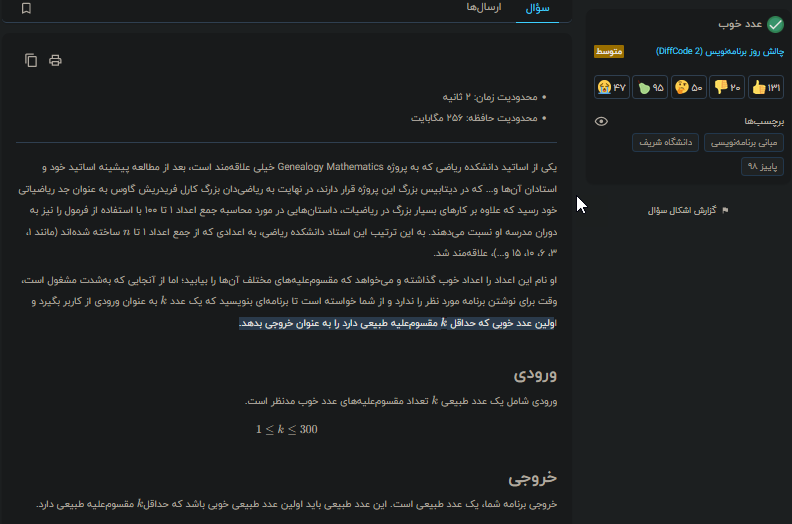 سؤال
ارسال‌ها
محدودیت زمان: ۲ ثانیه
محدودیت حافظه: ۲۵۶ مگابایت
یکی از اساتید دانشکده ریاضی که به پروژه Genealogy Mathematics خیلی علاقه‌مند است، بعد از مطالعه پیشینه اساتید خود و
استادان آن‌ها و... که در دیتابیس بزرگ این پروژه قرار دارند، در نهایت به ریاضی‌دان بزرگ کارل فریدریش گاوس به عنوان جد ریاضیاتی
خود رسید که علاوه بر کارهای بسیار بزرگ در ریاضیات، داستان‌هایی در مورد محاسبه جمع اعداد ۱ تا ۱۰۰ با استفاده از فرمول را نیز به
دوران مدرسه او نسبت می‌دهند. به این ترتیب این استاد دانشکده ریاضی، به اعدادی که از جمع اعداد ۱ تا n ساخته شده‌اند (مانند ۱،
۳، ۶، ۱۰، ۱۵ و...)، علاقه‌مند شد.
او نام این اعداد را اعداد خوب گذاشته و می‌خواهد که مقسوم‌علیه‌های مختلف آن‌ها را بیابید؛ اما از آنجایی که به‌شدت مشغول است،
وقت برای نوشتن برنامه مورد نظر را ندارد و از شما خواسته است تا برنامه‌ای بنویسید که یک عدد k به عنوان ورودی از کاربر بگیرد و
اولین عدد خوبی که حداقل k مقسوم‌علیه طبیعی دارد را به عنوان خروجی بدهد.
ورودی
ورودی شامل یک عدد طبیعی k تعداد مقسوم‌علیه‌های عدد خوب مدنظر است.
1 ≤ k ≤ 300
خروجی
خروجی برنامه شما، یک عدد طبیعی است. این عدد طبیعی باید اولین عدد طبیعی خوبی باشد که حداقلk مقسوم‌علیه طبیعی دارد.
عدد خوب
چالش روز برنامه‌نویس (DiffCode 2)
متوسط
۱۳۱
۲۰
۵۰
۹۵
۴۷
برچسب‌ها
مبانی برنامه‌نویسی
دانشگاه شریف
پاییز ۹۸
گزارش اشکال سؤال